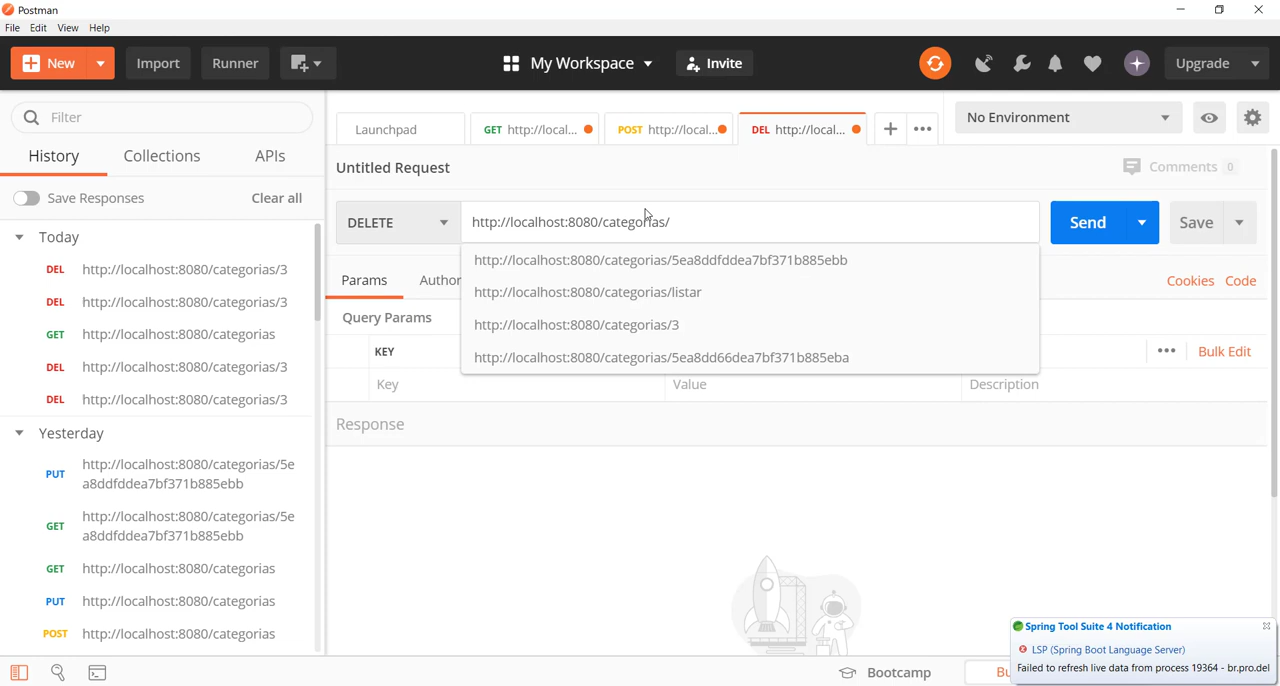 Postman
File Edit View Help
New Import Runner My Workspace Invite Upgrade
Filter
History Collections APIs
Save Responses Clear all
Today
DEL http://localhost:8080/categorias/3
DEL http://localhost:8080/categorias/3
GET http://localhost:8080/categorias
DEL http://localhost:8080/categorias/3
DEL http://localhost:8080/categorias/3
Yesterday
PUT http://localhost:8080/categorias/5e
a8ddfddea7bf371b885ebb
GET http://localhost:8080/categorias/5e
a8ddfddea7bf371b885ebb
GET http://localhost:8080/categorias
PUT http://localhost:8080/categorias
POST http://localhost:8080/categorias
Launchpad GET http://local... POST http://local... DEL http://local... No Environment
Untitled Request Comments 0
DELETE http://localhost:8080/categorias/ Send Save
http://localhost:8080/categorias/5ea8ddfddea7bf371b885ebb
http://localhost:8080/categorias/listar
http://localhost:8080/categorias/3
http://localhost:8080/categorias/5ea8dd66dea7bf371b885eba
Params Author Cookies Code
Query Params
KEY Bulk Edit
Key Value Description
Response
Spring Tool Suite 4 Notification
LSP (Spring Boot Language Server)
Failed to refresh live data from process 19364 - br.pro.del
Bootcamp Bu